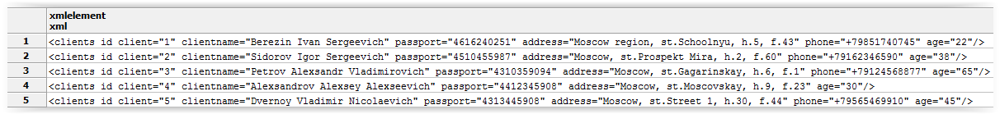 xmlelement
xml
1 <clients id client="1" clientname="Berezin Ivan Sergeevich" passport="4616240251" address="Moscow region, st.Schoolnyu, h.5, f.43" phone="+79851740745" age="22"/>
2 <clients id client="2" clientname="Sidorov Igor Sergeevich" passport="4510455987" address="Moscow, st.Prospekt Mira, h.2, f.60" phone="+79162346590" age="38"/>
3 <clients id client="3" clientname="Petrov Alexsandr Vladimirovich" passport="4310359094" address="Moscow, st.Gagarinskay, h.6, f.1" phone="+79124568877" age="65"/>
4 <clients id client="4" clientname="Alexsandrov Alexsey Alexseevich" passport="4412345908" address="Moscow, st.Moscovskay, h.9, f.23" age="30"/>
5 <clients id client="5" clientname="Dvernoy Vladimir Nicolaevich" passport="4313445908" address="Moscow, st.Street 1, h.30, f.44" phone="+79565469910" age="45"/>